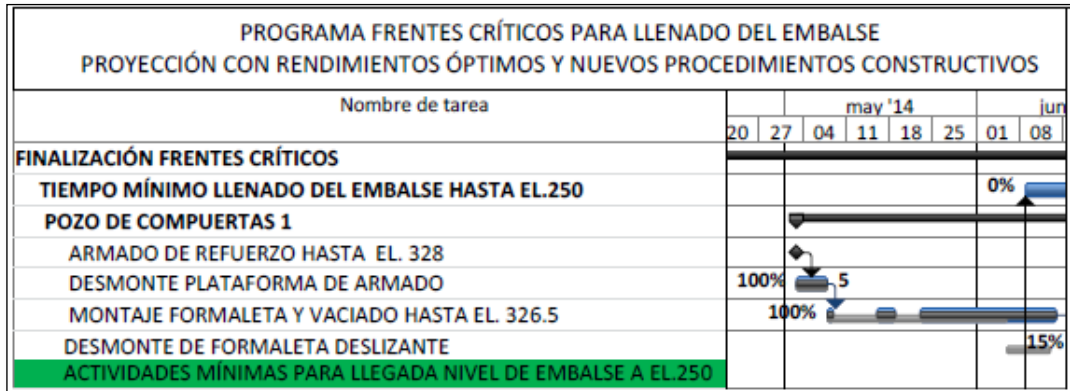 PROGRAMA FRENTES CRÍTICOS PARA LLENADO DEL EMBALSE
PROYECCIÓN CON RENDIMIENTOS ÓPTIMOS Y NUEVOS PROCEDIMIENTOS CONSTRUCTIVOS
Nombre de tarea may '14 jun
20 27 04 11 18 25 01 08
FINALIZACIÓN FRENTES CRÍTICOS
TIEMPO MÍNIMO LLENADO DEL EMBALSE HASTA EL.250 0%
POZO DE COMPUERTAS 1
ARMADO DE REFUERZO HASTA EL. 328
DESMONTE PLATAFORMA DE ARMADO 100% 5
MONTAJE FORMALETA Y VACIADO HASTA EL. 326.5 100%
DESMONTE DE FORMALETA DESLIZANTE 15%
ACTIVIDADES MÍNIMAS PARA LLEGADA NIVEL DE EMBALSE A EL.250